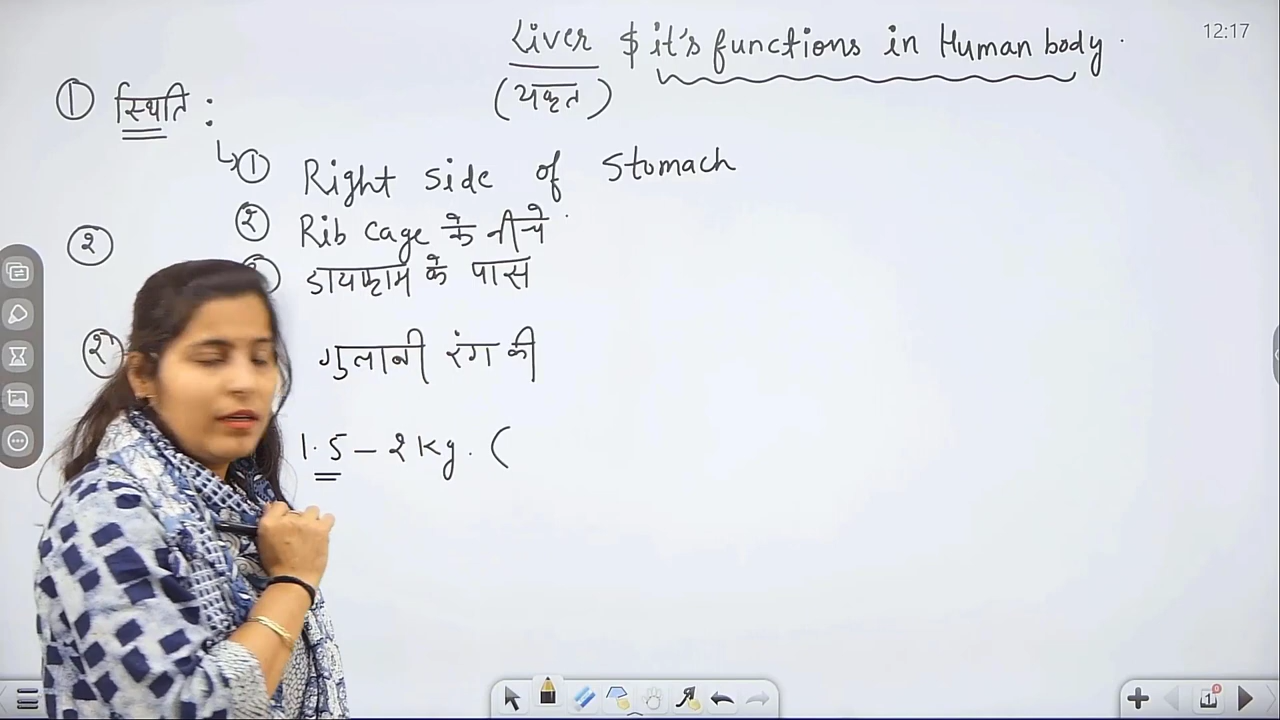 Liver $ it's functions in Human body.
(यकृत)
12:17
① स्थिति :
↳ ① Right side of Stomach
② Rib cage के नीचे
②
डायफ्राम के पास
गुलाबी रंग की
1.5 – 2 Kg. (